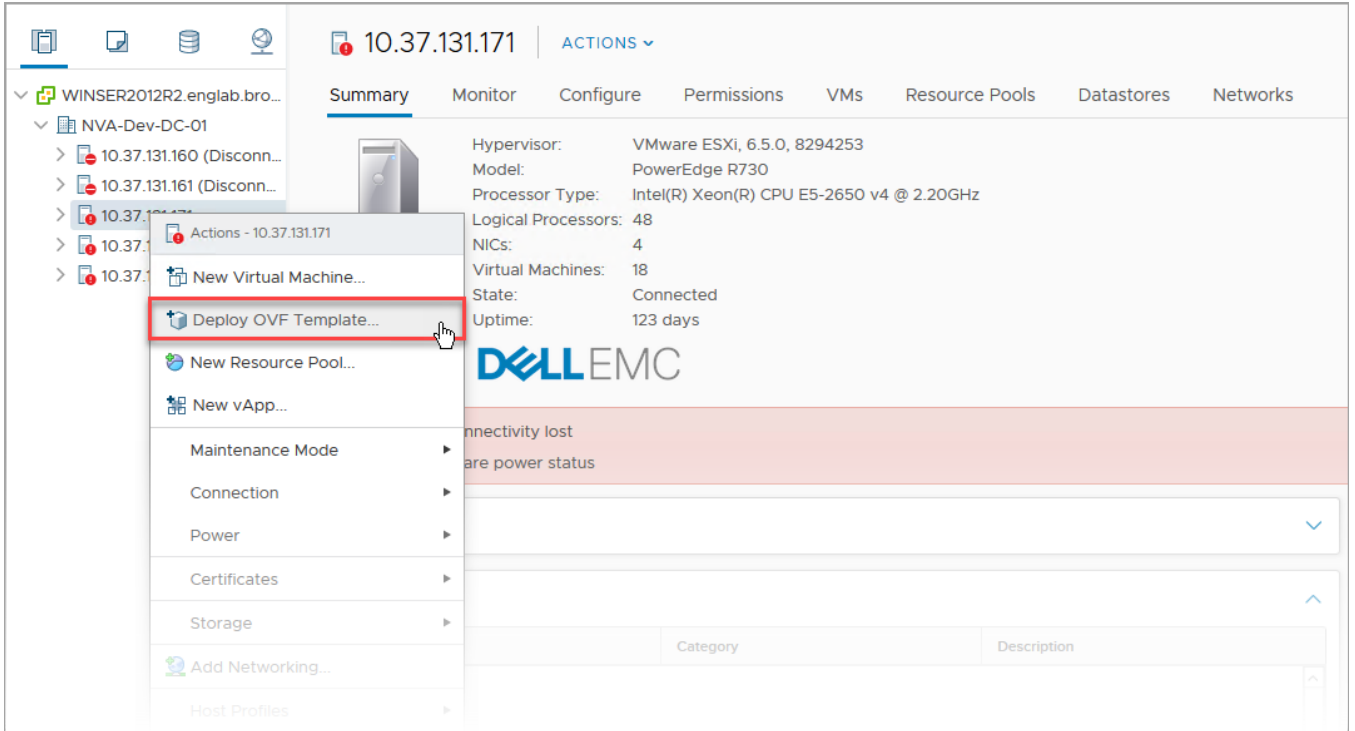 10.37.131.171
ACTIONS
WINSER2012R2.englab.bro...
NVA-Dev-DC-01
10.37.131.160 (Disconn...
10.37.131.161 (Disconn...
10.37.131.171
10.37.1
10.37.1
Summary Monitor Configure Permissions VMs Resource Pools Datastores Networks
Hypervisor: VMware ESXi, 6.5.0, 8294253
Model: PowerEdge R730
Processor Type: Intel(R) Xeon(R) CPU E5-2650 v4 @ 2.20GHz
Logical Processors: 48
NICs: 4
Virtual Machines: 18
State: Connected
Uptime: 123 days
DELLEMC
Actions - 10.37.131.171
New Virtual Machine...
Deploy OVF Template...
New Resource Pool...
New vApp...
Maintenance Mode
Connection
Power
Certificates
Storage
Add Networking...
Host Profiles
nnectivity lost
are power status
Category Description